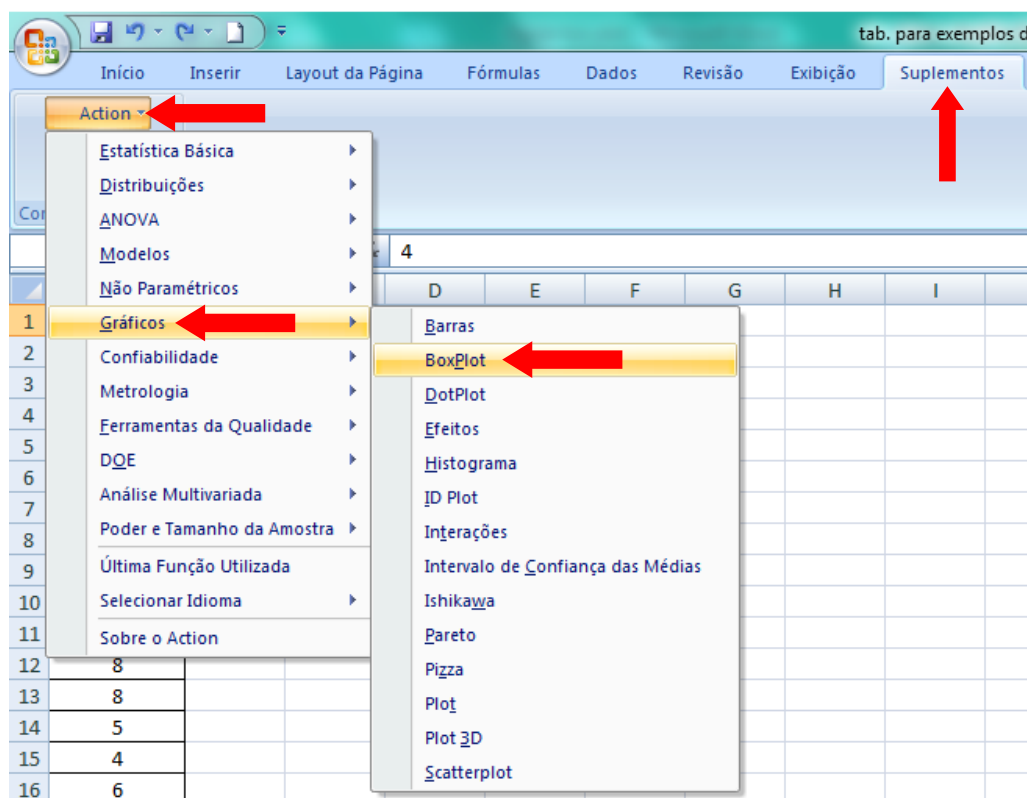 tab. para exemplos d
Início Inserir Layout da Página Fórmulas Dados Revisão Exibição Suplementos
Action
Estatística Básica
Distribuições
ANOVA
Modelos
Não Paramétricos
Gráficos
Confiabilidade
Metrologia
Ferramentas da Qualidade
DOE
Análise Multivariada
Poder e Tamanho da Amostra
Última Função Utilizada
Selecionar Idioma
Sobre o Action
Cor
4
D E F G H I
Barras
BoxPlot
DotPlot
Efeitos
Histograma
ID Plot
Interações
Intervalo de Confiança das Médias
Ishikawa
Pareto
Pizza
Plot
Plot 3D
Scatterplot
1
2
3
4
5
6
7
8
9
10
11
12 8
13 8
14 5
15 4
16 6